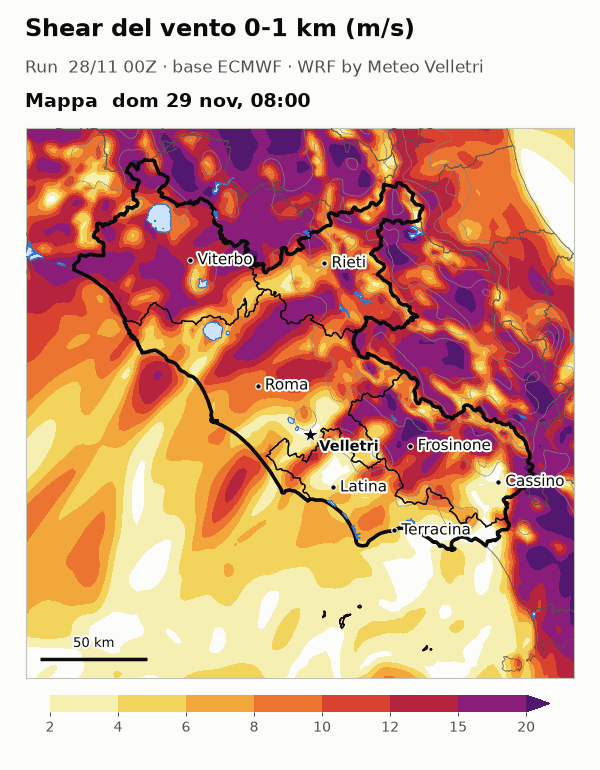 Shear del vento 0-1 km (m/s)
Run  28/11 00Z · base ECMWF · WRF by Meteo Velletri
Mappa  dom 29 nov, 08:00
Viterbo
Rieti
Roma
Velletri
Frosinone
Cassino
Latina
Terracina
50 km
2 4 6 8 10 12 15 20